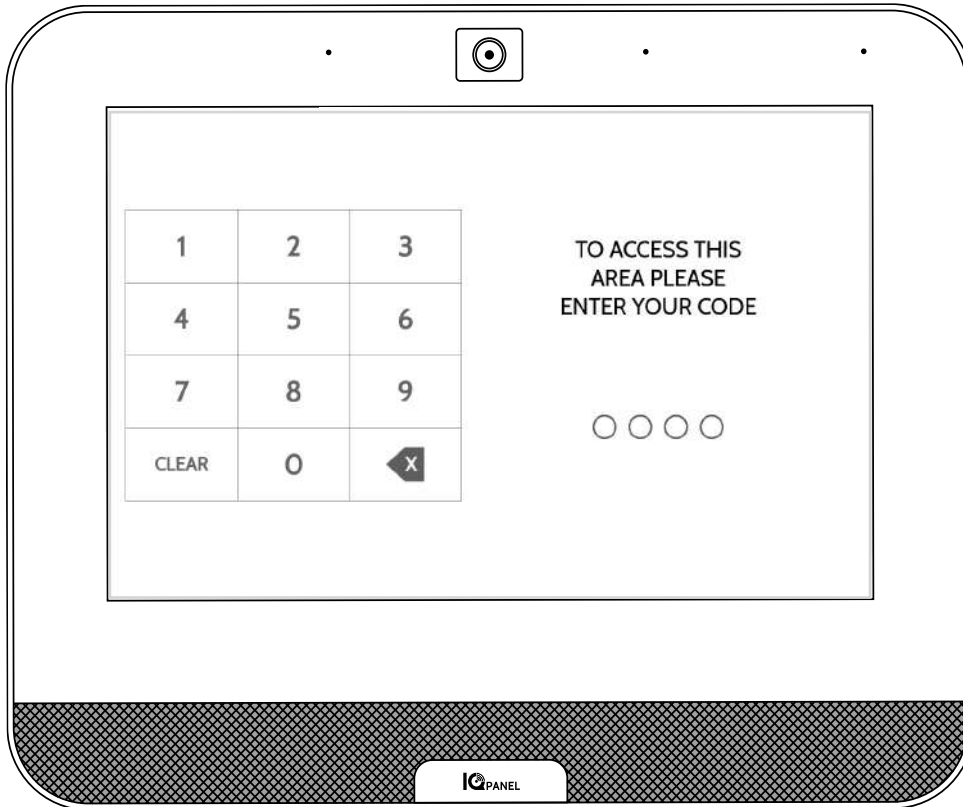 1 2 3
4 5 6
7 8 9
CLEAR 0 X
TO ACCESS THIS
AREA PLEASE
ENTER YOUR CODE
IQ PANEL